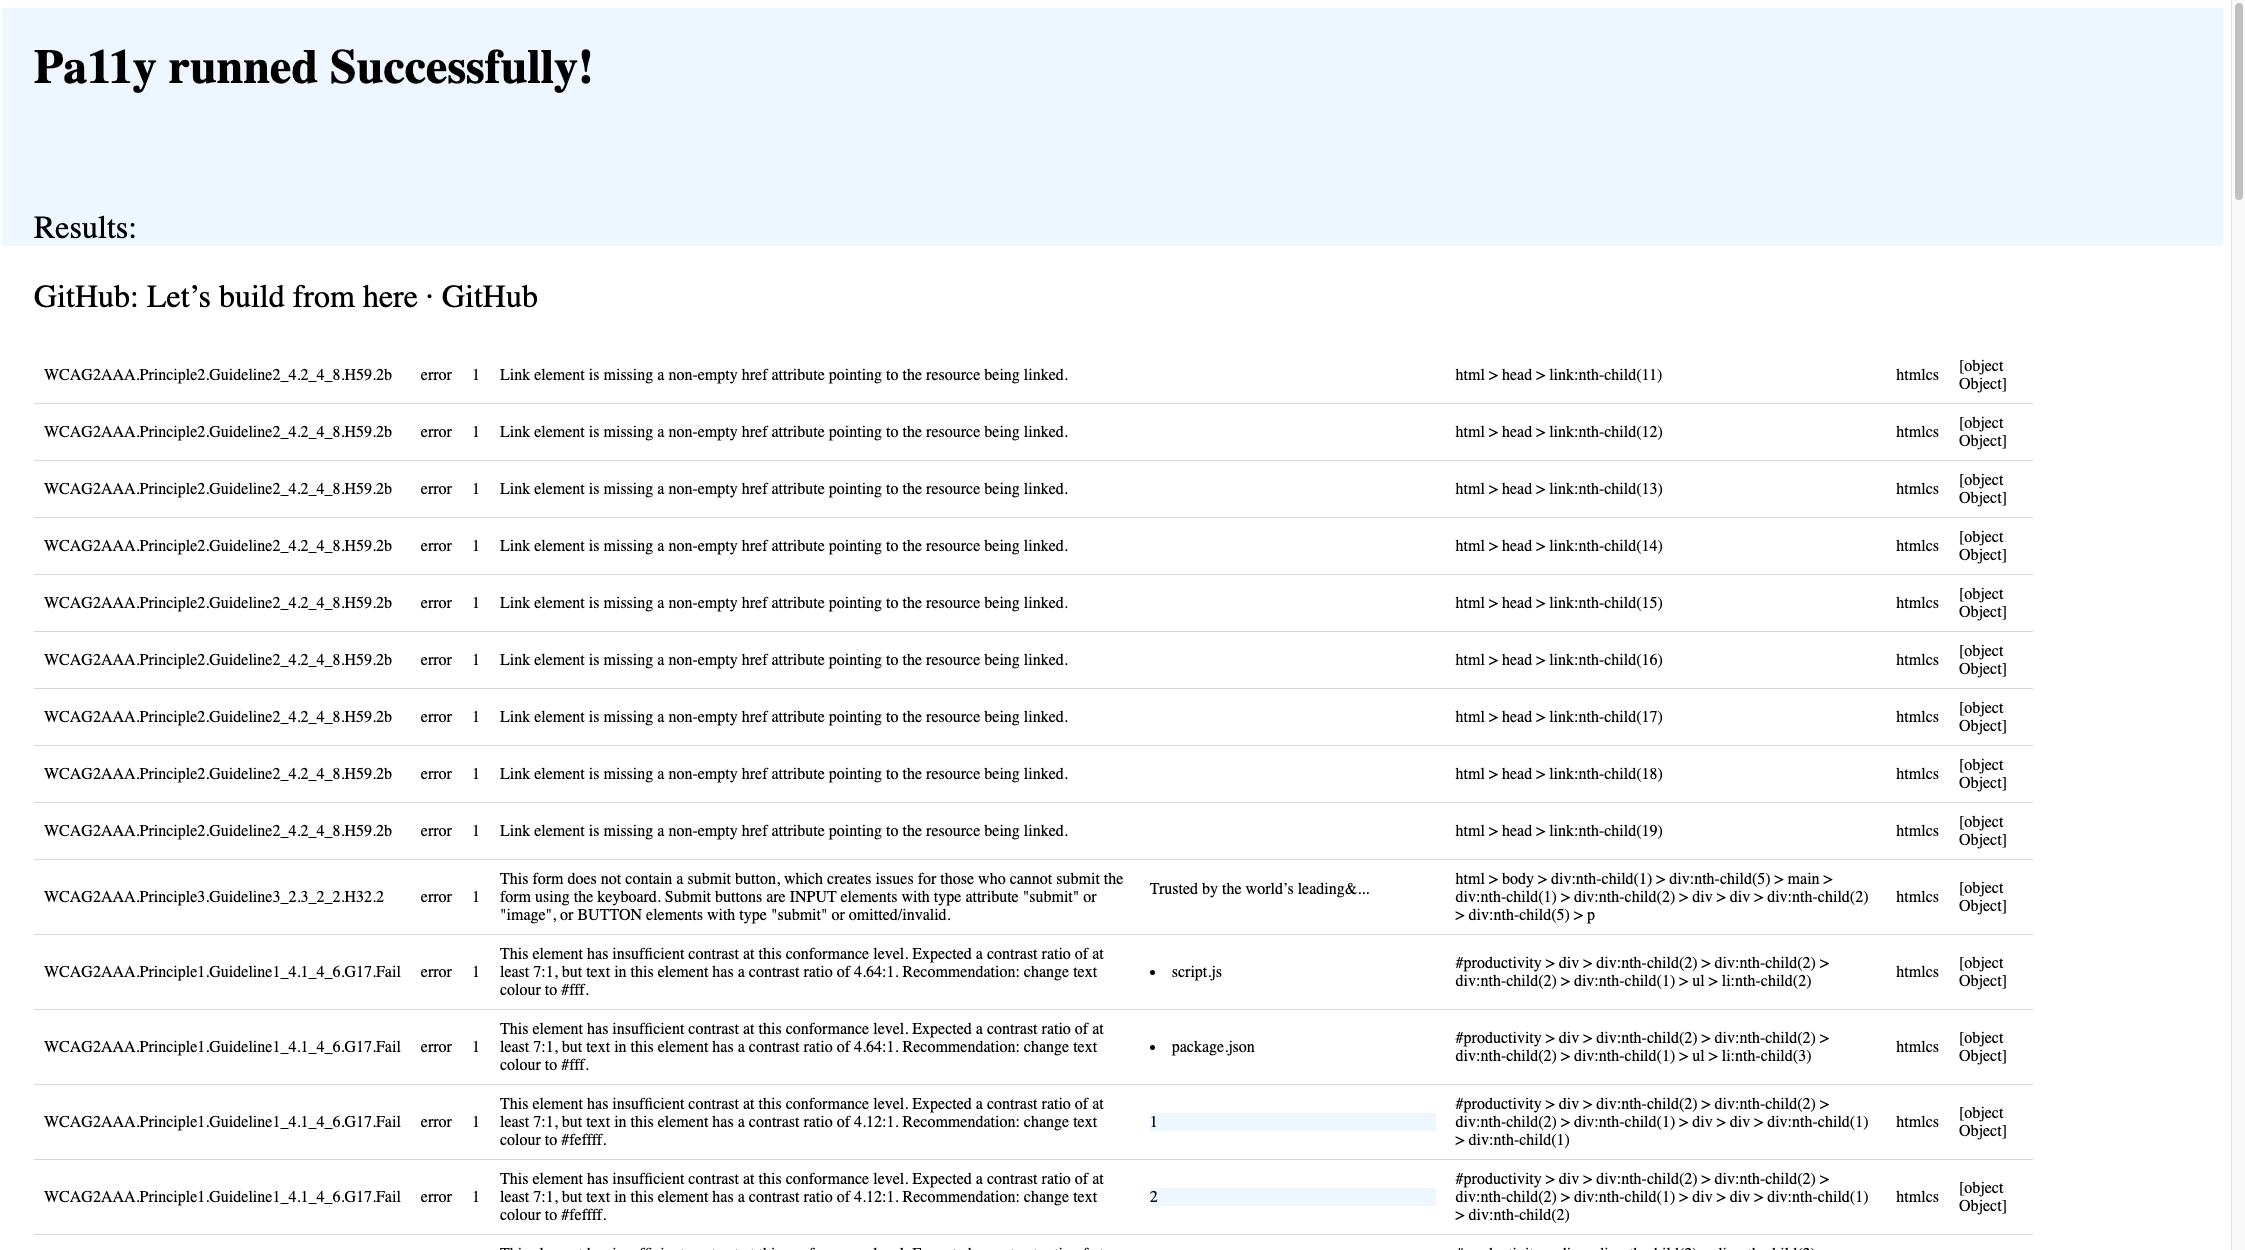 Pa11y runned Successfully!
Results:
GitHub: Let’s build from here · GitHub
WCAG2AAA.Principle2.Guideline2_4.2_4_8.H59.2b error 1 Link element is missing a non-empty href attribute pointing to the resource being linked. html > head > link:nth-child(11) htmlcs [object
Object]
WCAG2AAA.Principle2.Guideline2_4.2_4_8.H59.2b error 1 Link element is missing a non-empty href attribute pointing to the resource being linked. html > head > link:nth-child(12) htmlcs [object
Object]
WCAG2AAA.Principle2.Guideline2_4.2_4_8.H59.2b error 1 Link element is missing a non-empty href attribute pointing to the resource being linked. html > head > link:nth-child(13) htmlcs [object
Object]
WCAG2AAA.Principle2.Guideline2_4.2_4_8.H59.2b error 1 Link element is missing a non-empty href attribute pointing to the resource being linked. html > head > link:nth-child(14) htmlcs [object
Object]
WCAG2AAA.Principle2.Guideline2_4.2_4_8.H59.2b error 1 Link element is missing a non-empty href attribute pointing to the resource being linked. html > head > link:nth-child(15) htmlcs [object
Object]
WCAG2AAA.Principle2.Guideline2_4.2_4_8.H59.2b error 1 Link element is missing a non-empty href attribute pointing to the resource being linked. html > head > link:nth-child(16) htmlcs [object
Object]
WCAG2AAA.Principle2.Guideline2_4.2_4_8.H59.2b error 1 Link element is missing a non-empty href attribute pointing to the resource being linked. html > head > link:nth-child(17) htmlcs [object
Object]
WCAG2AAA.Principle2.Guideline2_4.2_4_8.H59.2b error 1 Link element is missing a non-empty href attribute pointing to the resource being linked. html > head > link:nth-child(18) htmlcs [object
Object]
WCAG2AAA.Principle2.Guideline2_4.2_4_8.H59.2b error 1 Link element is missing a non-empty href attribute pointing to the resource being linked. html > head > link:nth-child(19) htmlcs [object
Object]
WCAG2AAA.Principle3.Guideline3_2.3_2_2.H32.2 error 1
This form does not contain a submit button, which creates issues for those who cannot submit the
form using the keyboard. Submit buttons are INPUT elements with type attribute "submit" or
"image", or BUTTON elements with type "submit" or omitted/invalid.
Trusted by the world’s leading&...
html > body > div:nth-child(1) > div:nth-child(5) > main >
div:nth-child(1) > div:nth-child(2) > div > div > div:nth-child(2)
> div:nth-child(5) > p
htmlcs
[object
Object]
WCAG2AAA.Principle1.Guideline1_4.1_4_6.G17.Fail error 1
This element has insufficient contrast at this conformance level. Expected a contrast ratio of at
least 7:1, but text in this element has a contrast ratio of 4.64:1. Recommendation: change text
colour to #fff.
• script.js
#productivity > div > div:nth-child(2) > div:nth-child(2) >
div:nth-child(2) > div:nth-child(1) > ul > li:nth-child(2)
htmlcs
[object
Object]
WCAG2AAA.Principle1.Guideline1_4.1_4_6.G17.Fail error 1
This element has insufficient contrast at this conformance level. Expected a contrast ratio of at
least 7:1, but text in this element has a contrast ratio of 4.64:1. Recommendation: change text
colour to #fff.
• package.json
#productivity > div > div:nth-child(2) > div:nth-child(2) >
div:nth-child(2) > div:nth-child(1) > ul > li:nth-child(3)
htmlcs
[object
Object]
WCAG2AAA.Principle1.Guideline1_4.1_4_6.G17.Fail error 1
This element has insufficient contrast at this conformance level. Expected a contrast ratio of at
least 7:1, but text in this element has a contrast ratio of 4.12:1. Recommendation: change text
colour to #feffff.
1
#productivity > div > div:nth-child(2) > div:nth-child(2) >
div:nth-child(2) > div:nth-child(1) > div > div > div:nth-child(1)
> div:nth-child(1)
htmlcs
[object
Object]
WCAG2AAA.Principle1.Guideline1_4.1_4_6.G17.Fail error 1
This element has insufficient contrast at this conformance level. Expected a contrast ratio of at
least 7:1, but text in this element has a contrast ratio of 4.12:1. Recommendation: change text
colour to #feffff.
2
#productivity > div > div:nth-child(2) > div:nth-child(2) >
div:nth-child(2) > div:nth-child(1) > div > div > div:nth-child(1)
> div:nth-child(2)
htmlcs
[object
Object]